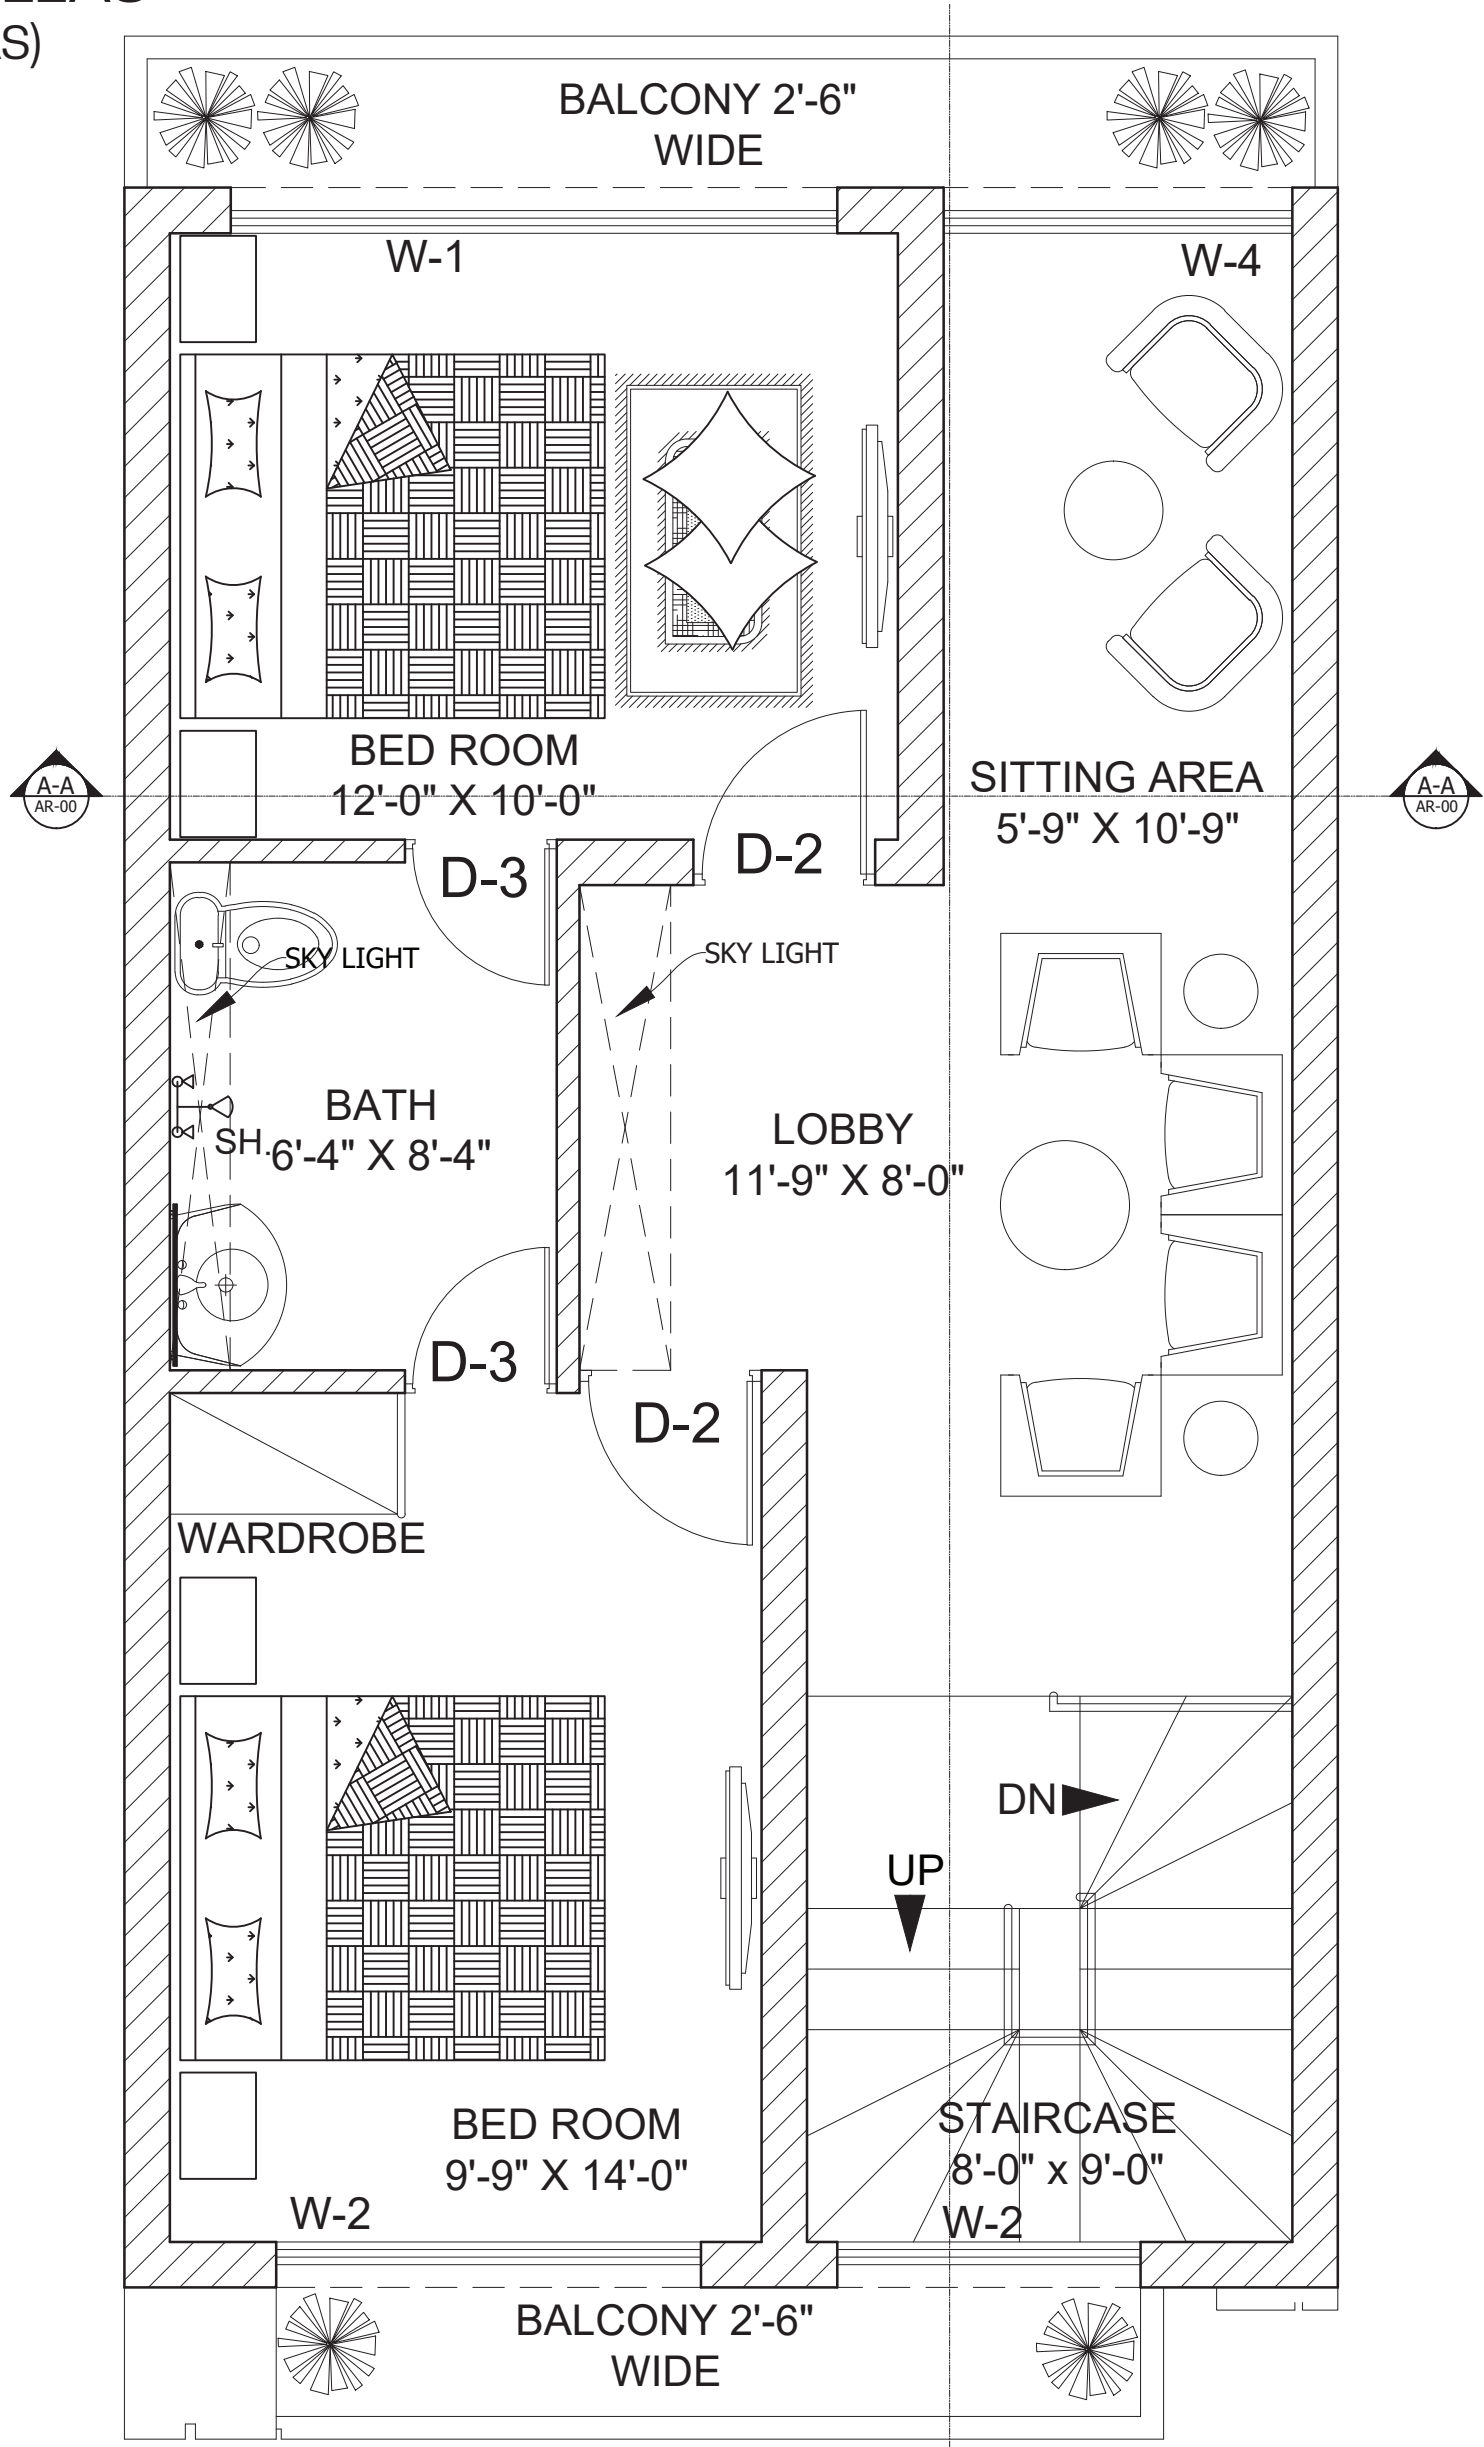 AS)
BALCONY 2'-6"
WIDE
W-1
W-4
BED ROOM
12'-0" X 10'-0"
SITTING AREA
5'-9" X 10'-9"
A-A
AR-00
A-A
AR-00
D-3
D-2
SKY LIGHT
SKY LIGHT
BATH
SH.
6'-4" X 8'-4"
LOBBY
11'-9" X 8'-0"
D-3
D-2
WARDROBE
DN
UP
BED ROOM
9'-9" X 14'-0"
STAIRCASE
8'-0" x 9'-0"
W-2
W-2
BALCONY 2'-6"
WIDE